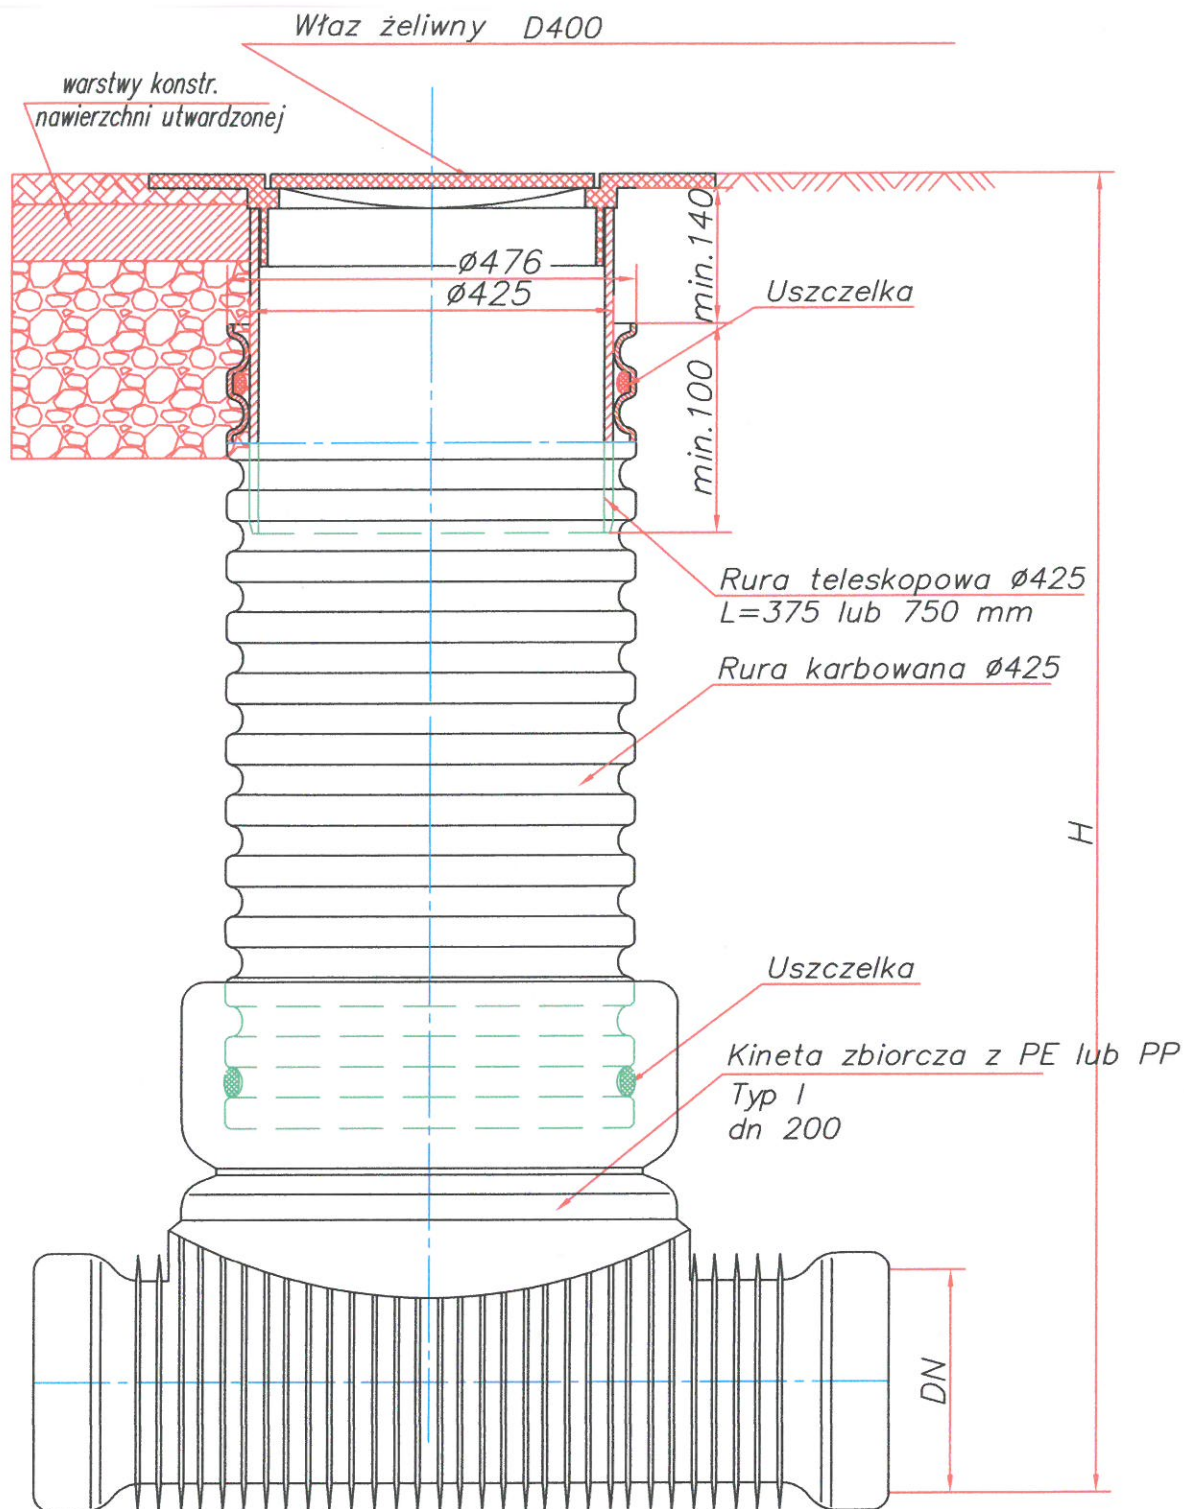 Właz żeliwny D400
warstwy konstr.
nawierzchni utwardzonej
min.140
ø476
ø425
Uszczelka
min.100
Rura teleskopowa ø425
L=375 lub 750 mm
Rura karbowana ø425
H
Uszczelka
Kineta zbiorcza z PE lub PP
Typ I
dn 200
DN